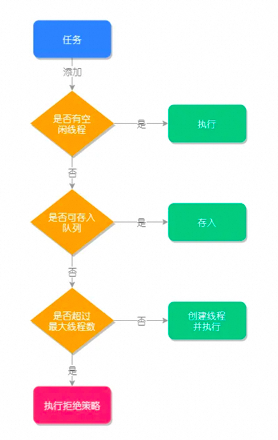 任务
添加
是否有空
闲线程
是
执行
否
是否可存入
队列
是
存入
否
是否超过
最大线程数
否
创建线程
并执行
是
执行拒绝策略